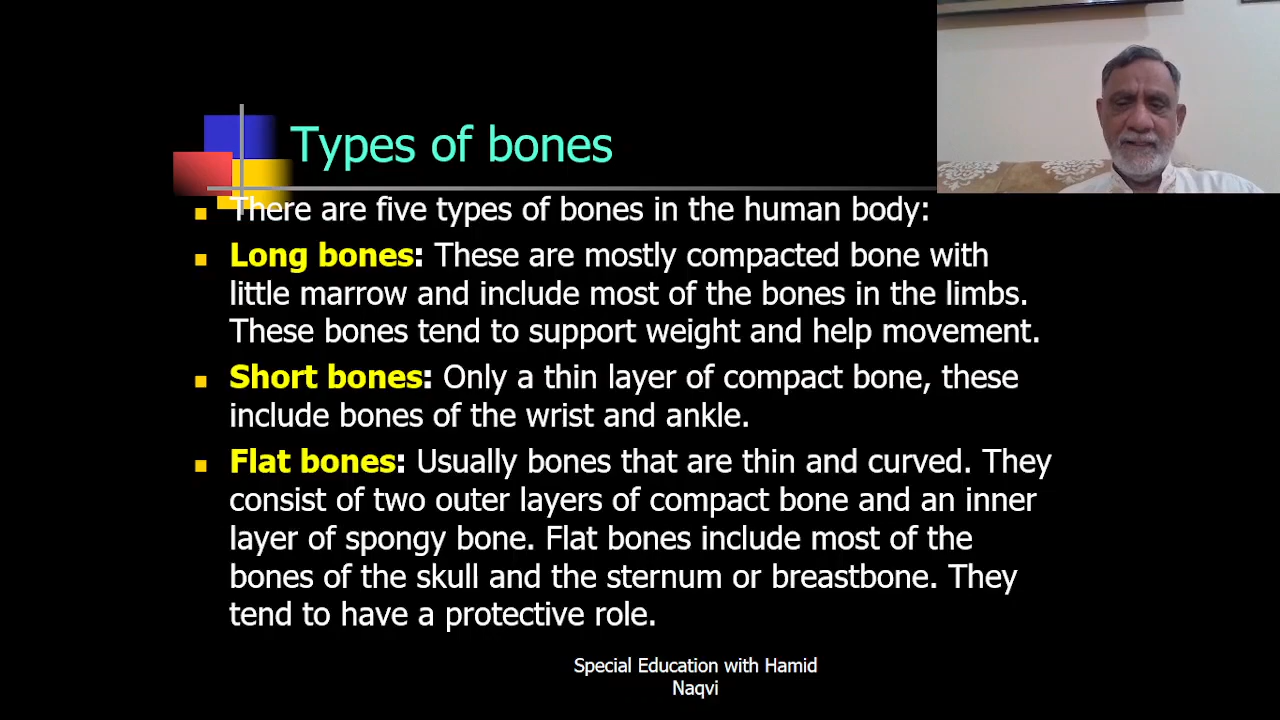 Types of bones
There are five types of bones in the human body:
Long bones: These are mostly compacted bone with
little marrow and include most of the bones in the limbs.
These bones tend to support weight and help movement.
Short bones: Only a thin layer of compact bone, these
include bones of the wrist and ankle.
Flat bones: Usually bones that are thin and curved. They
consist of two outer layers of compact bone and an inner
layer of spongy bone. Flat bones include most of the
bones of the skull and the sternum or breastbone. They
tend to have a protective role.
Special Education with Hamid
Naqvi